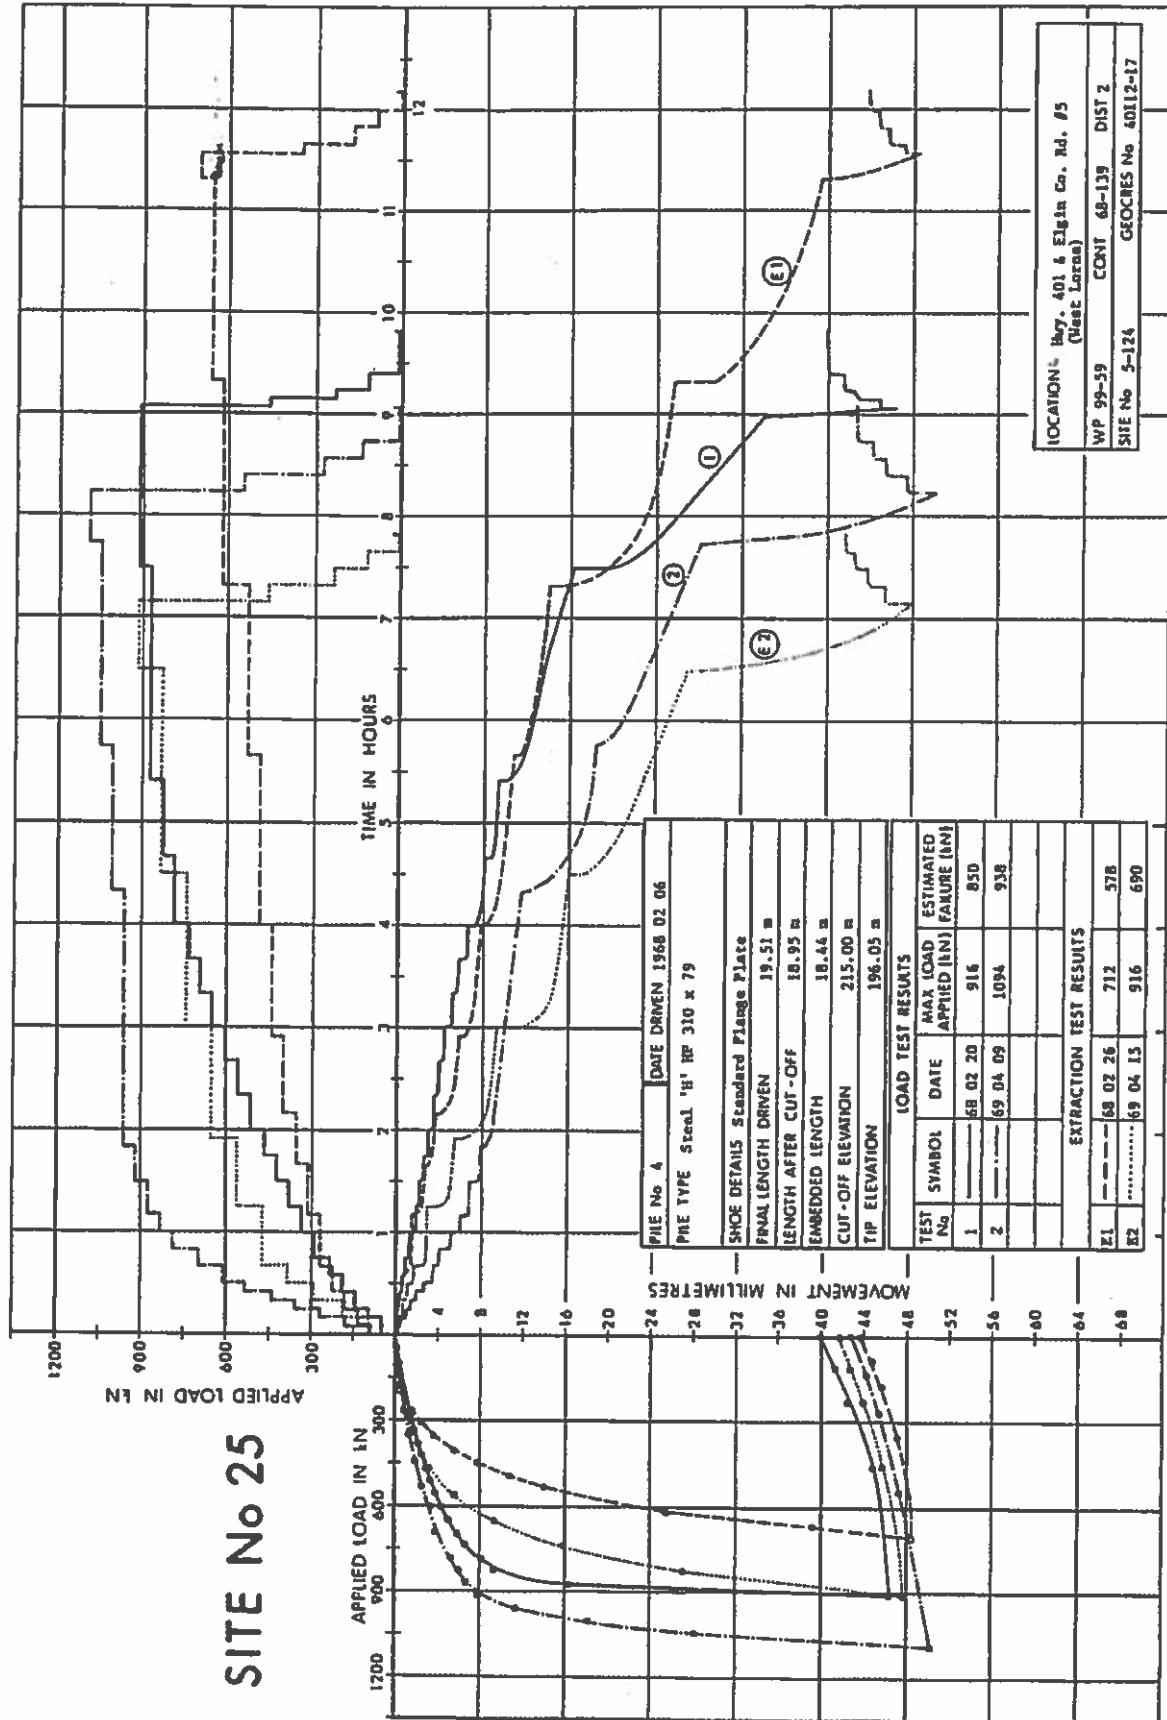 SITE No 25
APPLIED LOAD IN kN
1200
900
600
300
TIME IN HOURS
1
2
3
4
5
6
7
8
9
10
11
12
APPLIED LOAD IN kN
1200
900
600
300
MOVEMENT IN MILLIMETRES
4
8
12
16
20
24
28
32
36
40
44
48
52
56
60
64
68
E1
1
2
E2
PILE No 4 DATE DRIVEN 1968 02 06
PILE TYPE Steel 'H' HP 310 x 79
SHOE DETAILS Standard Flange Plate
FINAL LENGTH DRIVEN 19.51 m
LENGTH AFTER CUT-OFF 18.95 m
EMBEDDED LENGTH 18.44 m
CUT-OFF ELEVATION 215.00 m
TIP ELEVATION 196.05 m
LOAD TEST RESULTS
TEST No SYMBOL DATE MAX LOAD APPLIED (kN) ESTIMATED FAILURE (kN)
1 68 02 20 916 850
2 69 04 09 1094 938
EXTRACTION TEST RESULTS
E1 68 02 26 712 578
E2 69 04 15 916 690
LOCATION: Hwy. 401 & Elgin Co. Rd. #5
(West Lorne)
WP 99-59 CONT 68-139 DIST 2
SITE No 5-124 GEOCRES No 40I12-17